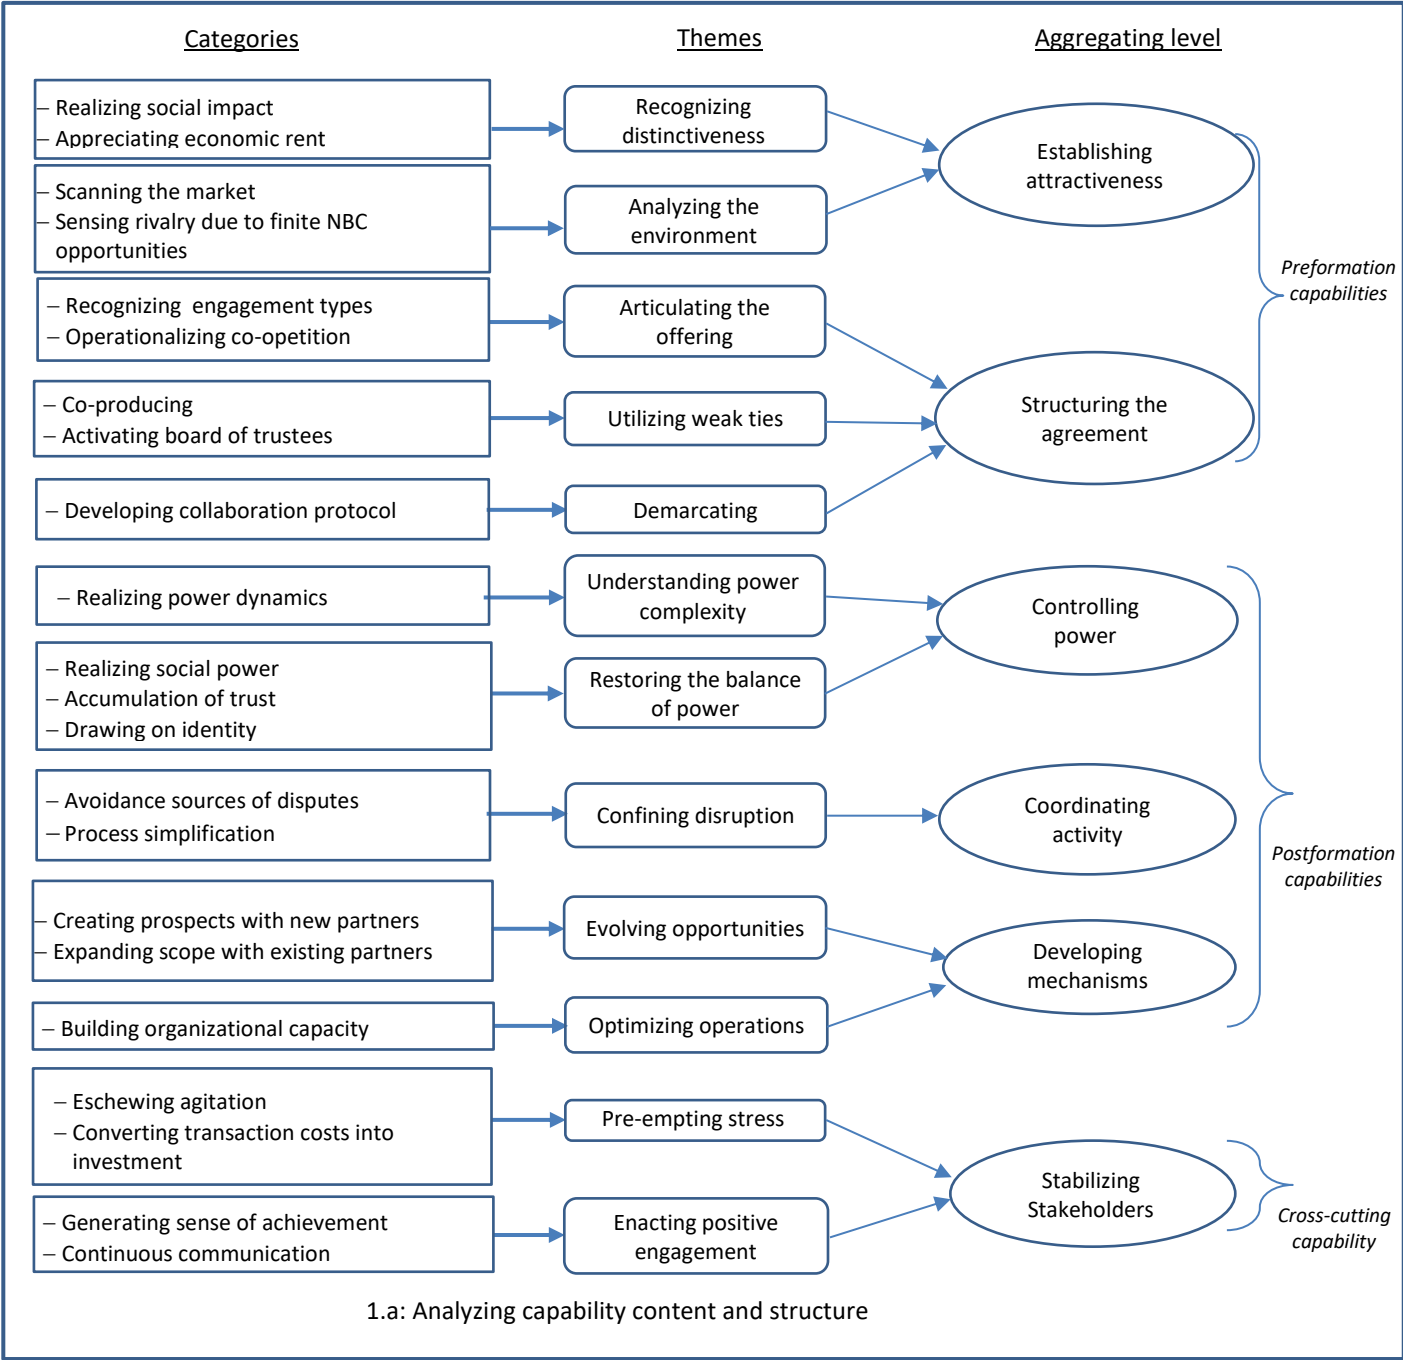 Categories
Themes
Aggregating level
– Realizing social impact
– Appreciating economic rent
Recognizing
distinctiveness
Establishing
attractiveness
– Scanning the market
– Sensing rivalry due to finite NBC
opportunities
Analyzing the
environment
Preformation
capabilities
– Recognizing engagement types
– Operationalizing co-opetition
Articulating the
offering
– Co-producing
– Activating board of trustees
Utilizing weak ties
Structuring the
agreement
– Developing collaboration protocol
Demarcating
– Realizing power dynamics
Understanding power
complexity
Controlling
power
– Realizing social power
– Accumulation of trust
– Drawing on identity
Restoring the balance
of power
– Avoidance sources of disputes
– Process simplification
Confining disruption
Coordinating
activity
Postformation
capabilities
– Creating prospects with new partners
– Expanding scope with existing partners
Evolving opportunities
Developing
mechanisms
– Building organizational capacity
Optimizing operations
– Eschewing agitation
– Converting transaction costs into
investment
Pre-empting stress
Stabilizing
Stakeholders
Cross-cutting
capability
– Generating sense of achievement
– Continuous communication
Enacting positive
engagement
1.a: Analyzing capability content and structure